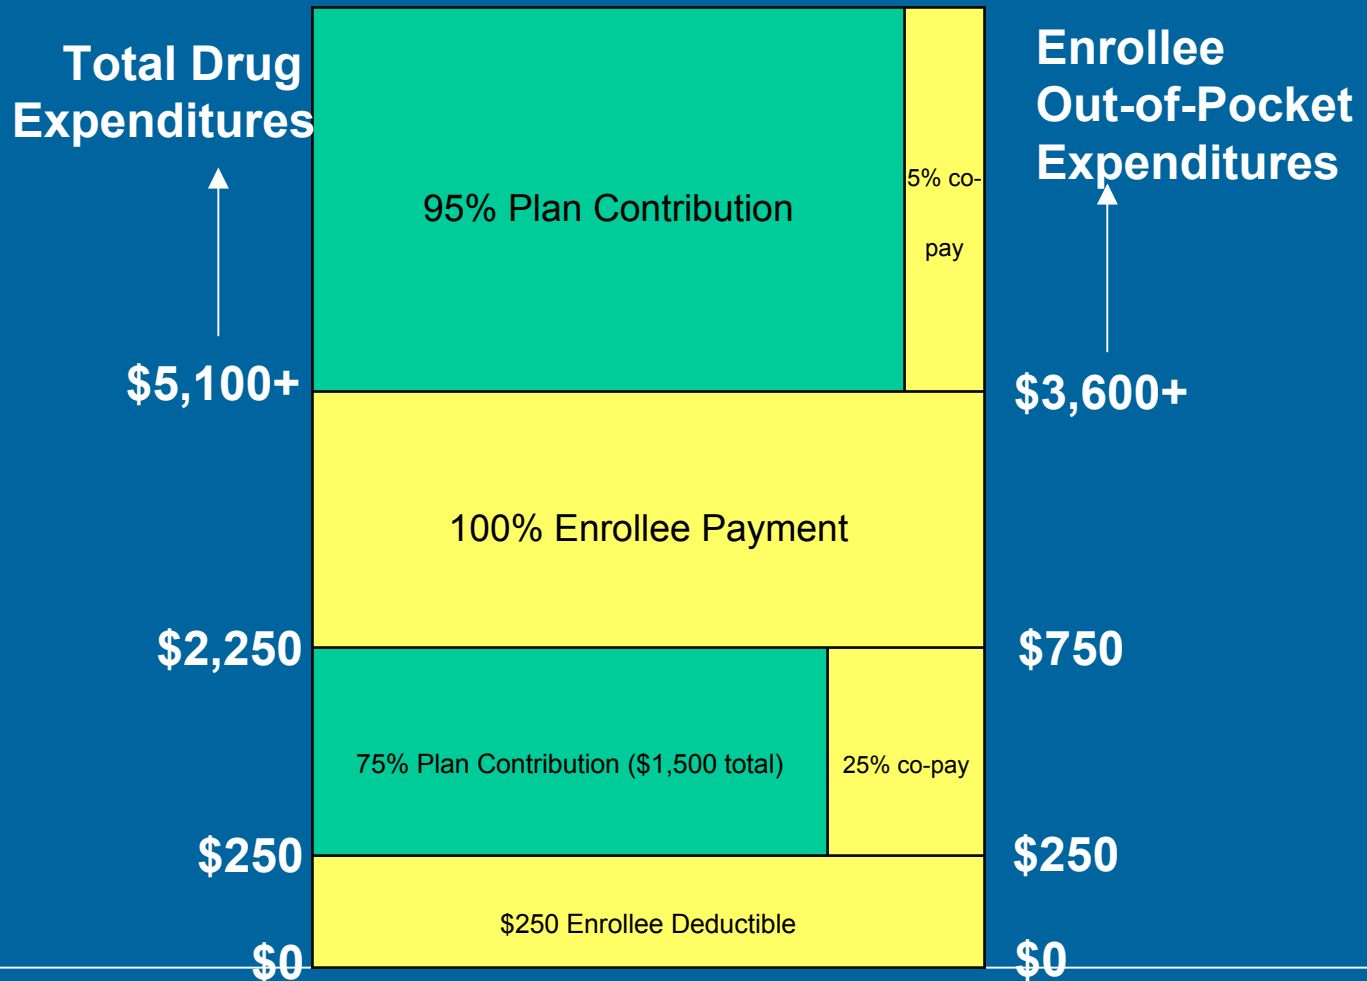 Total Drug
Expenditures
Enrollee
Out-of-Pocket
Expenditures
95% Plan Contribution
5% co-
pay
$5,100+
$3,600+
100% Enrollee Payment
$2,250
$750
75% Plan Contribution ($1,500 total)
25% co-pay
$250
$250
$250 Enrollee Deductible
$0
$0